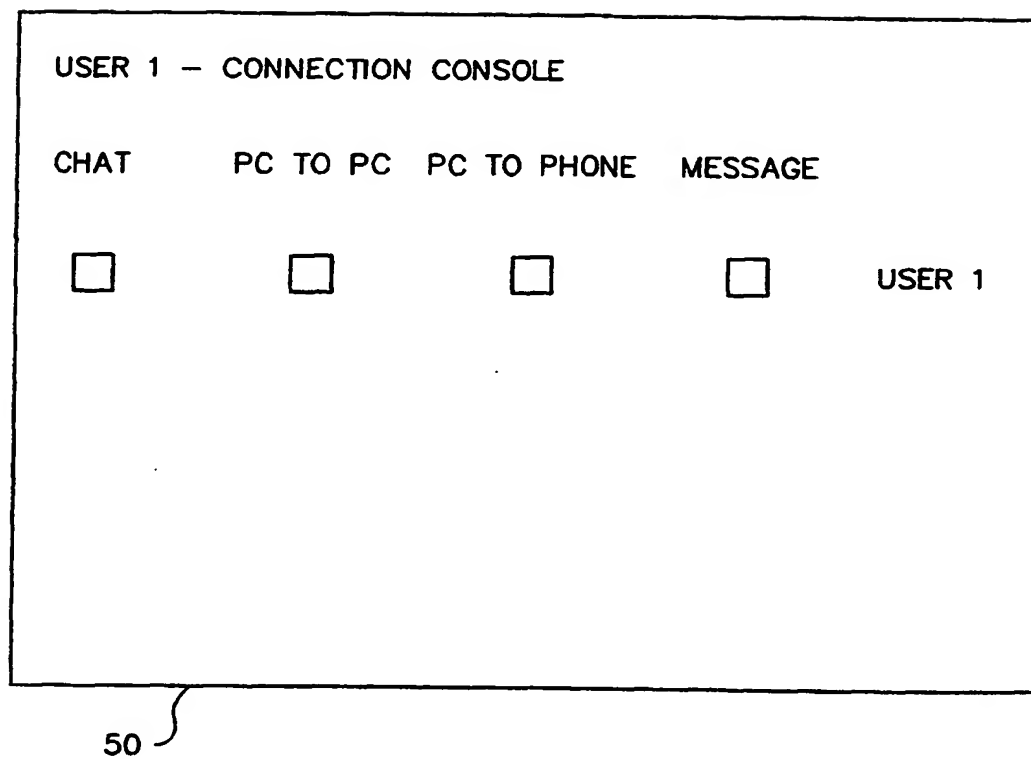 USER 1 – CONNECTION CONSOLE
CHAT PC TO PC PC TO PHONE MESSAGE
USER 1
50